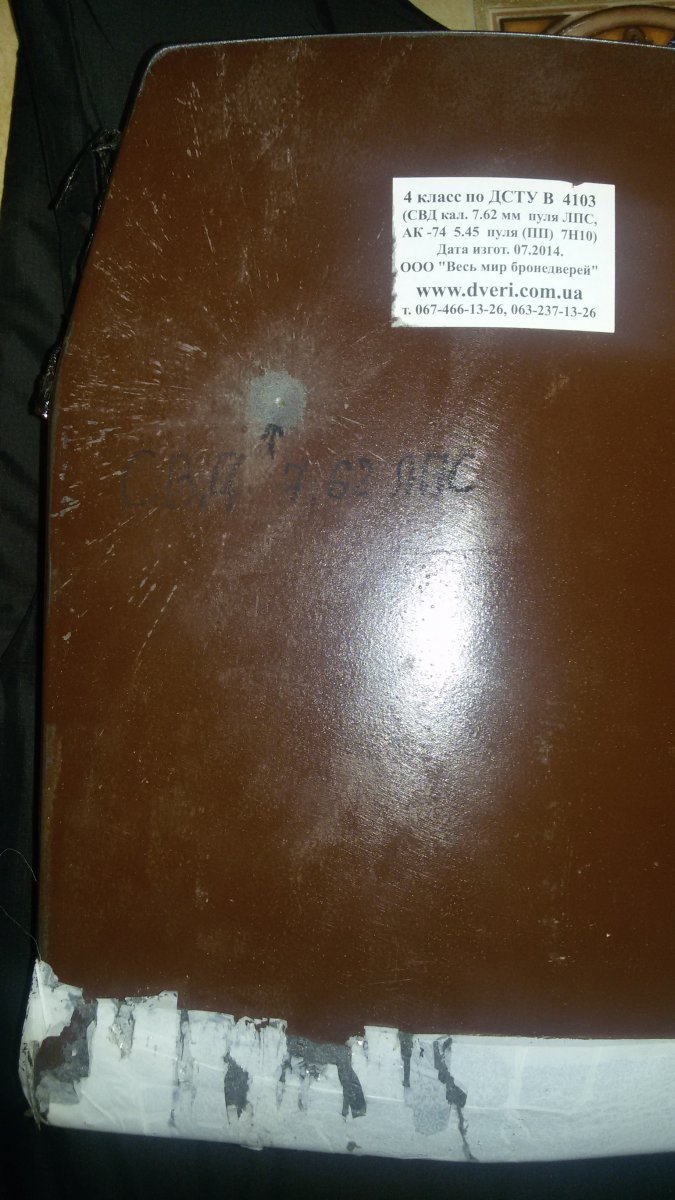 4 класс по ДСТУ В 4103
(СВД кал. 7.62 мм пуля ЛПС,
АК -74 5.45 пуля (ПП) 7Н10)
Дата изгот. 07.2014.
ООО "Весь мир бронедверей"
www.dveri.com.ua
т. 067-466-13-26, 063-237-13-26
СВД 7,62 ЛПС